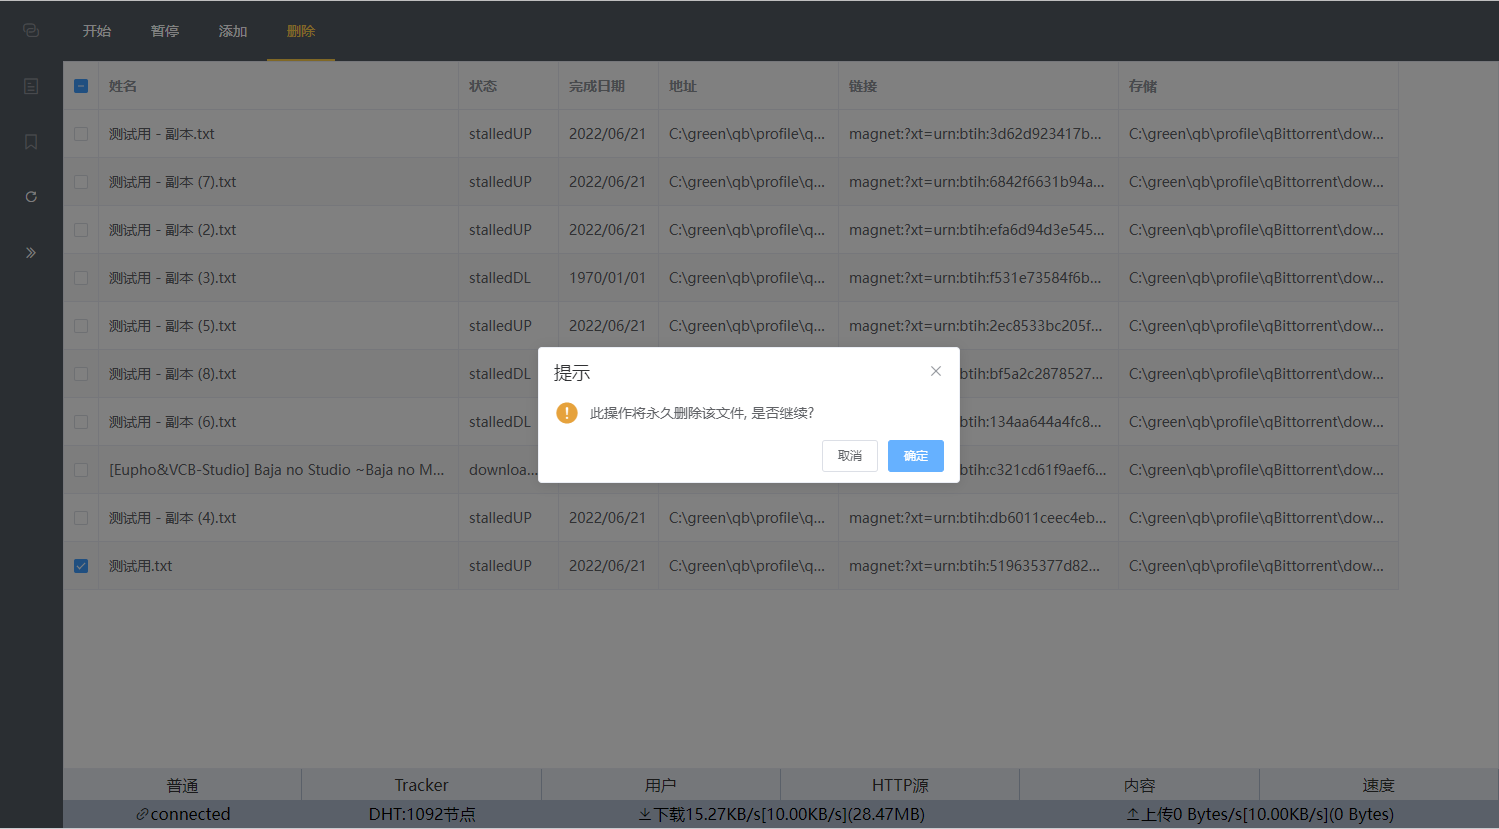 开始 暂停 添加 删除
姓名 状态 完成日期 地址 链接 存储
测试用 - 副本.txt stalledUP 2022/06/21 C:\green\qb\profile\q... magnet:?xt=urn:btih:3d62d923417b... C:\green\qb\profile\qBittorrent\dow...
测试用 - 副本 (7).txt stalledUP 2022/06/21 C:\green\qb\profile\q... magnet:?xt=urn:btih:6842f6631b94a... C:\green\qb\profile\qBittorrent\dow...
测试用 - 副本 (2).txt stalledUP 2022/06/21 C:\green\qb\profile\q... magnet:?xt=urn:btih:efa6d94d3e545... C:\green\qb\profile\qBittorrent\dow...
测试用 - 副本 (3).txt stalledDL 1970/01/01 C:\green\qb\profile\q... magnet:?xt=urn:btih:f531e73584f6b... C:\green\qb\profile\qBittorrent\dow...
测试用 - 副本 (5).txt stalledUP 2022/06/21 C:\green\qb\profile\q... magnet:?xt=urn:btih:2ec8533bc205f... C:\green\qb\profile\qBittorrent\dow...
测试用 - 副本 (8).txt stalledDL btih:bf5a2c2878527... C:\green\qb\profile\qBittorrent\dow...
提示
测试用 - 副本 (6).txt stalledDL btih:134aa644a4fc8... C:\green\qb\profile\qBittorrent\dow...
此操作将永久删除该文件, 是否继续?
取消 确定
[Eupho&VCB-Studio] Baja no Studio ~Baja no M... downloa... btih:c321cd61f9aef6... C:\green\qb\profile\qBittorrent\dow...
测试用 - 副本 (4).txt stalledUP 2022/06/21 C:\green\qb\profile\q... magnet:?xt=urn:btih:db6011ceec4eb... C:\green\qb\profile\qBittorrent\dow...
测试用.txt stalledUP 2022/06/21 C:\green\qb\profile\q... magnet:?xt=urn:btih:519635377d82... C:\green\qb\profile\qBittorrent\dow...
普通 Tracker 用户 HTTP源 内容 速度
connected DHT:1092节点 下载15.27KB/s[10.00KB/s](28.47MB) 上传0 Bytes/s[10.00KB/s](0 Bytes)